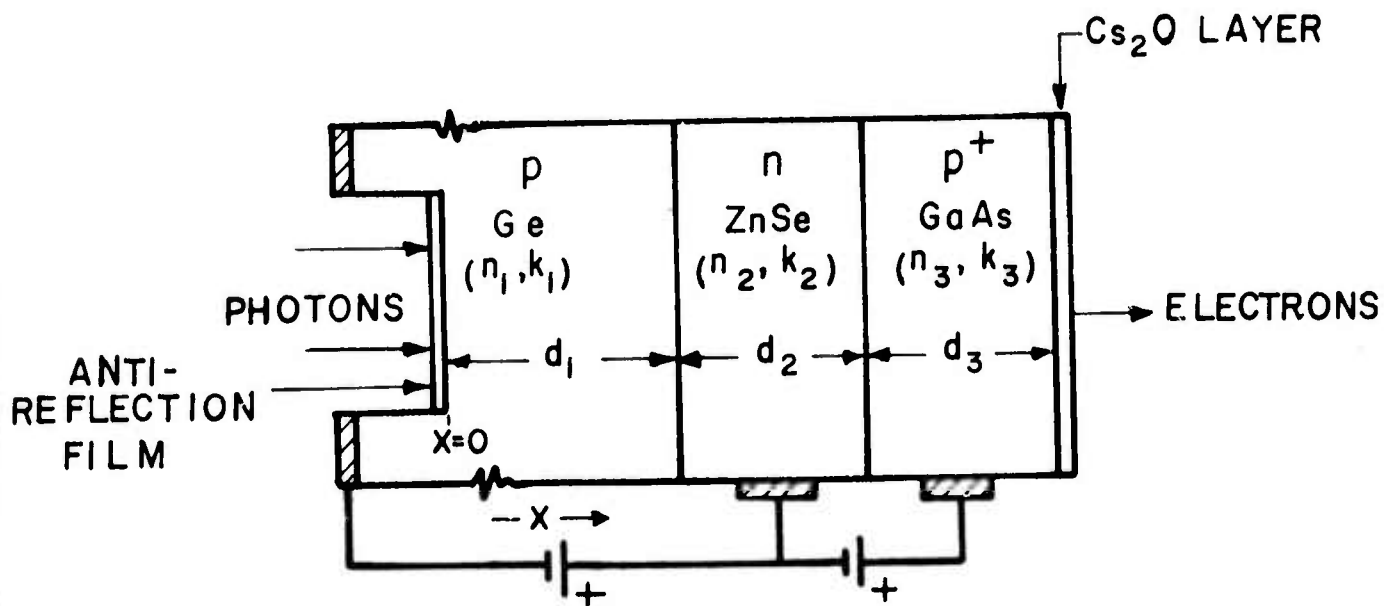 Cs₂O LAYER
p
Ge
(n₁,k₁)
n
ZnSe
(n₂, k₂)
p⁺
GaAs
(n₃, k₃)
PHOTONS
ELECTRONS
d₁
d₂
d₃
ANTI-
REFLECTION
FILM
X=0
- X →
+
+